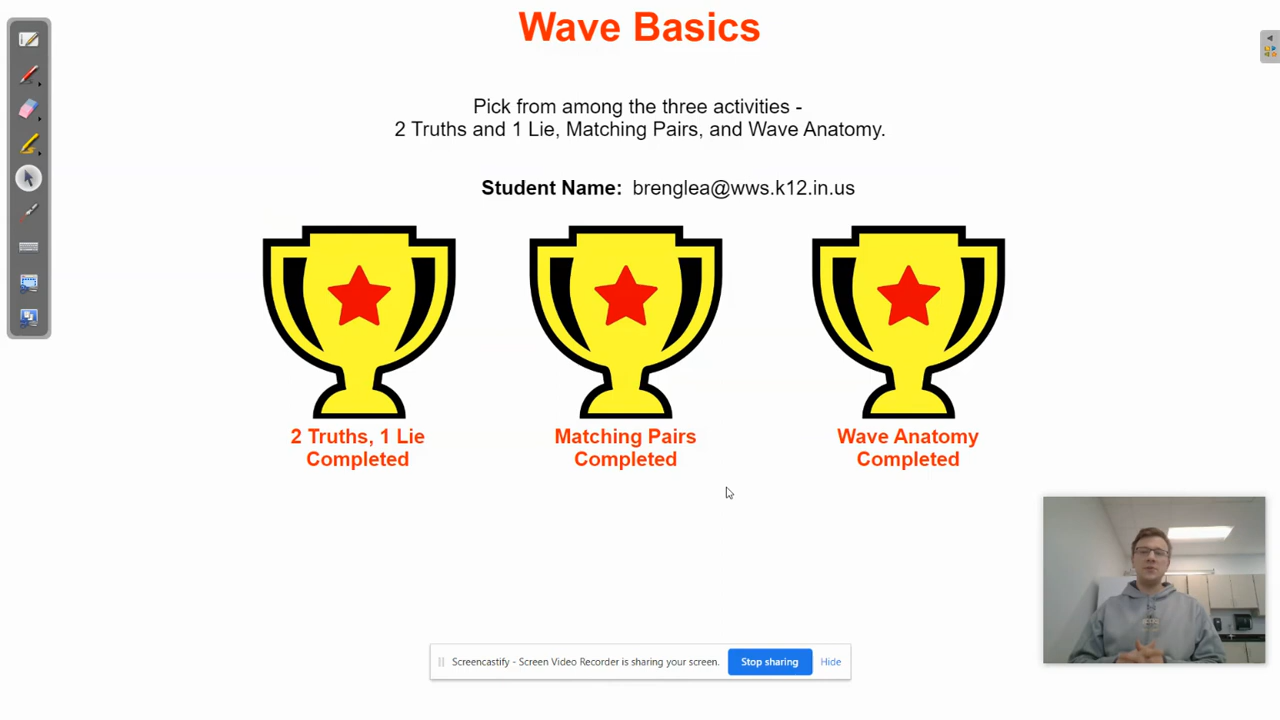 Wave Basics
Pick from among the three activities -
2 Truths and 1 Lie, Matching Pairs, and Wave Anatomy.
Student Name: brenglea@wws.k12.in.us
2 Truths, 1 Lie
Completed
Matching Pairs
Completed
Wave Anatomy
Completed
Screencastify - Screen Video Recorder is sharing your screen. Stop sharing Hide